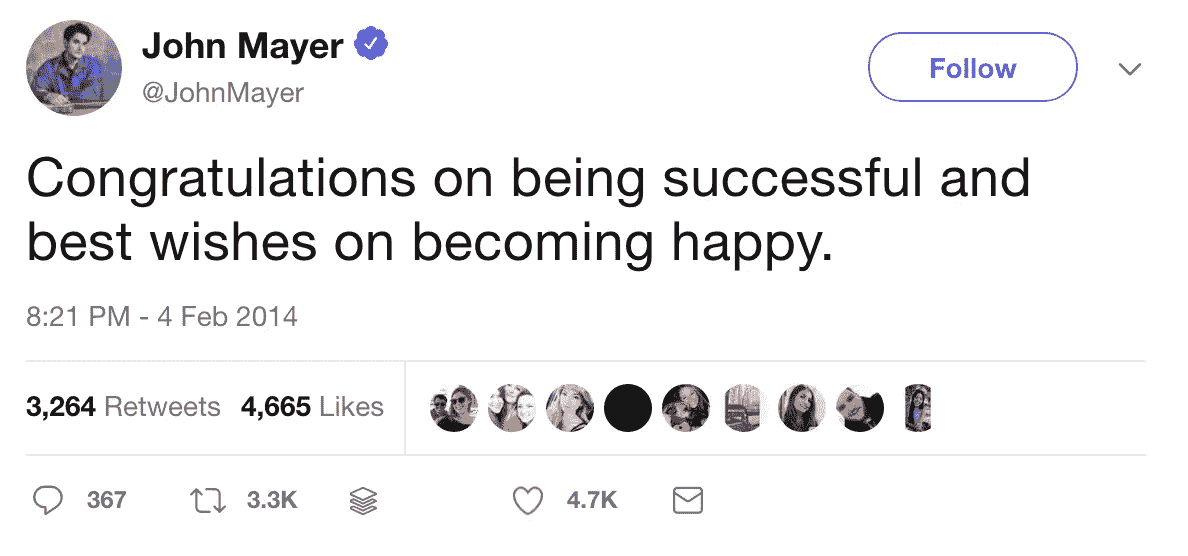 John Mayer
@JohnMayer
Follow
Congratulations on being successful and
best wishes on becoming happy.
8:21 PM - 4 Feb 2014
3,264 Retweets 4,665 Likes
367 3.3K 4.7K